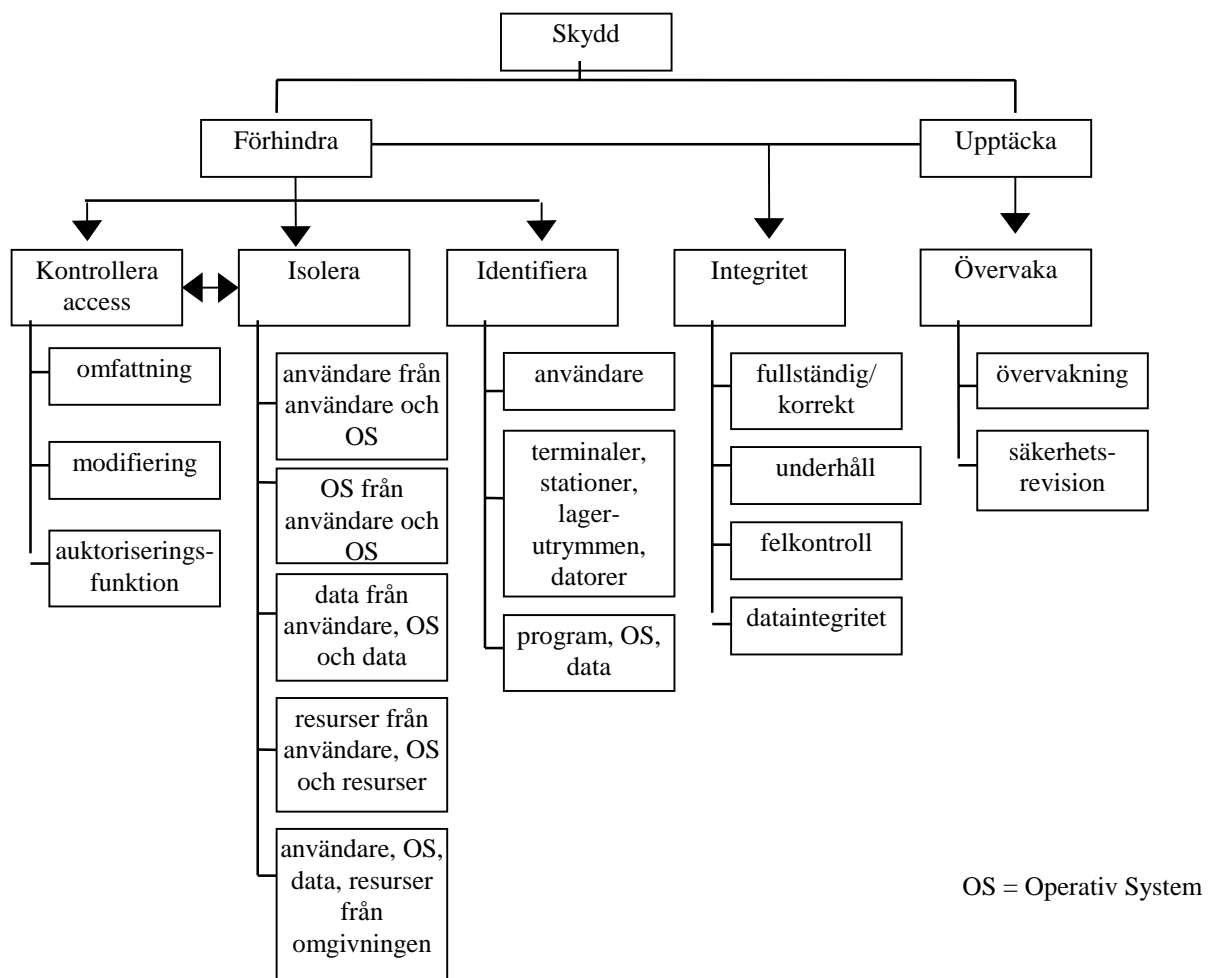 Skydd
Förhindra
Upptäcka
Kontrollera
access
Isolera
Identifiera
Integritet
Övervaka
omfattning
modifiering
auktoriserings-
funktion
användare från
användare och
OS
OS från
användare och
OS
data från
användare, OS
och data
resurser från
användare, OS
och resurser
användare, OS,
data, resurser
från
omgivningen
användare
terminaler,
stationer,
lager-
utrymmen,
datorer
program, OS,
data
fullständig/
korrekt
underhåll
felkontroll
dataintegritet
övervakning
säkerhets-
revision
OS = Operativ System